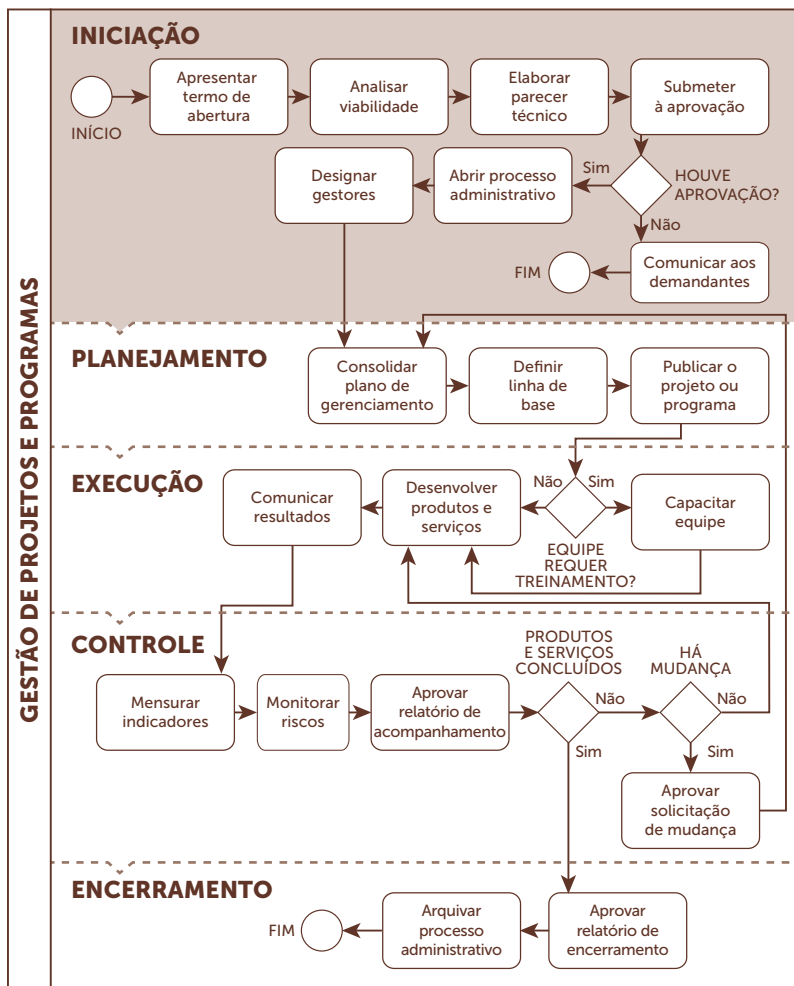 GESTÃO DE PROJETOS E PROGRAMAS
INICIAÇÃO
INÍCIO
Apresentar
termo de
abertura
Analisar
viabilidade
Elaborar
parecer
técnico
Submeter
à aprovação
HOUVE
APROVAÇÃO?
Sim
Abrir processo
administrativo
Designar
gestores
Não
Comunicar aos
demandantes
FIM
PLANEJAMENTO
Consolidar
plano de
gerenciamento
Definir
linha de
base
Publicar o
projeto ou
programa
EXECUÇÃO
Comunicar
resultados
Desenvolver
produtos e
serviços
Não
Sim
EQUIPE
REQUER
TREINAMENTO?
Capacitar
equipe
CONTROLE
Mensurar
indicadores
Monitorar
riscos
Aprovar
relatório de
acompanhamento
PRODUTOS
E SERVIÇOS
CONCLUÍDOS
Não
Sim
HÁ
MUDANÇA
Não
Sim
Aprovar
solicitação
de mudança
ENCERRAMENTO
FIM
Arquivar
processo
administrativo
Aprovar
relatório de
encerramento